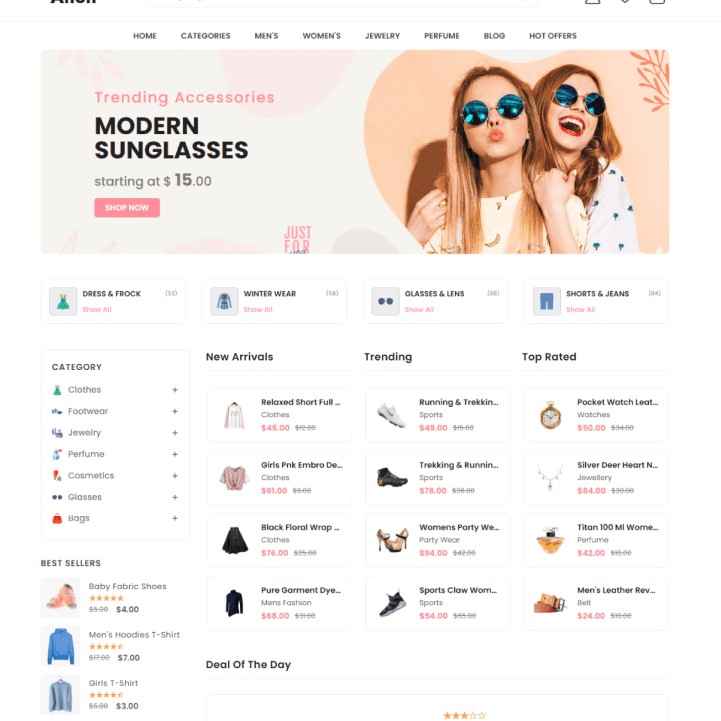 HOME CATEGORIES MEN'S WOMEN'S JEWELRY PERFUME BLOG HOT OFFERS
Trending Accessories
MODERN
SUNGLASSES
starting at $ 15.00
SHOP NOW
JUST
FOR
DRESS & FROCK (53)
Show All
WINTER WEAR (58)
Show All
GLASSES & LENS (68)
Show All
SHORTS & JEANS (84)
Show All
CATEGORY
Clothes +
Footwear +
Jewelry +
Perfume +
Cosmetics +
Glasses +
Bags +
BEST SELLERS
Baby Fabric Shoes
$5.00 $4.00
Men's Hoodies T-Shirt
$17.00 $7.00
Girls T-Shirt
$5.00 $3.00
New Arrivals
Relaxed Short Full ...
Clothes
$45.00 $12.00
Girls Pnk Embro De...
Clothes
$61.00 $9.00
Black Floral Wrap ...
Clothes
$76.00 $25.00
Pure Garment Dye...
Mens Fashion
$68.00 $31.00
Trending
Running & Trekkin...
Sports
$49.00 $15.00
Trekking & Runnin...
Sports
$78.00 $36.00
Womens Party We...
Party Wear
$94.00 $42.00
Sports Claw Wom...
Sports
$54.00 $65.00
Top Rated
Pocket Watch Leat...
Watches
$50.00 $34.00
Silver Deer Heart N...
Jewellery
$84.00 $30.00
Titan 100 Ml Wome...
Perfume
$42.00 $10.00
Men's Leather Rev...
Belt
$24.00 $10.00
Deal Of The Day